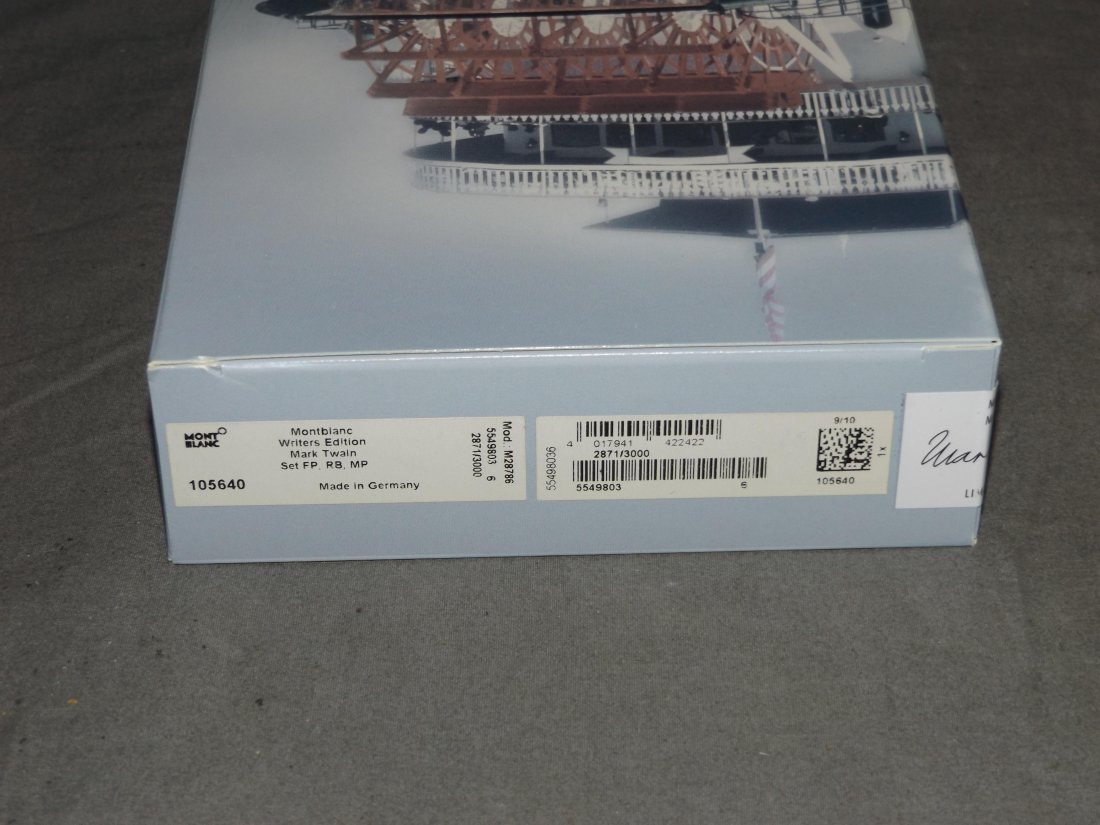 MONT
BLANC
Montblanc
Writers Edition
Mark Twain
Set FP, RB, MP
105640
Made in Germany
Mod.: M28786
5549803 6
2871/3000
55498036
4 017941 422422
2871/3000
5549803 6
9/10
1x
105640